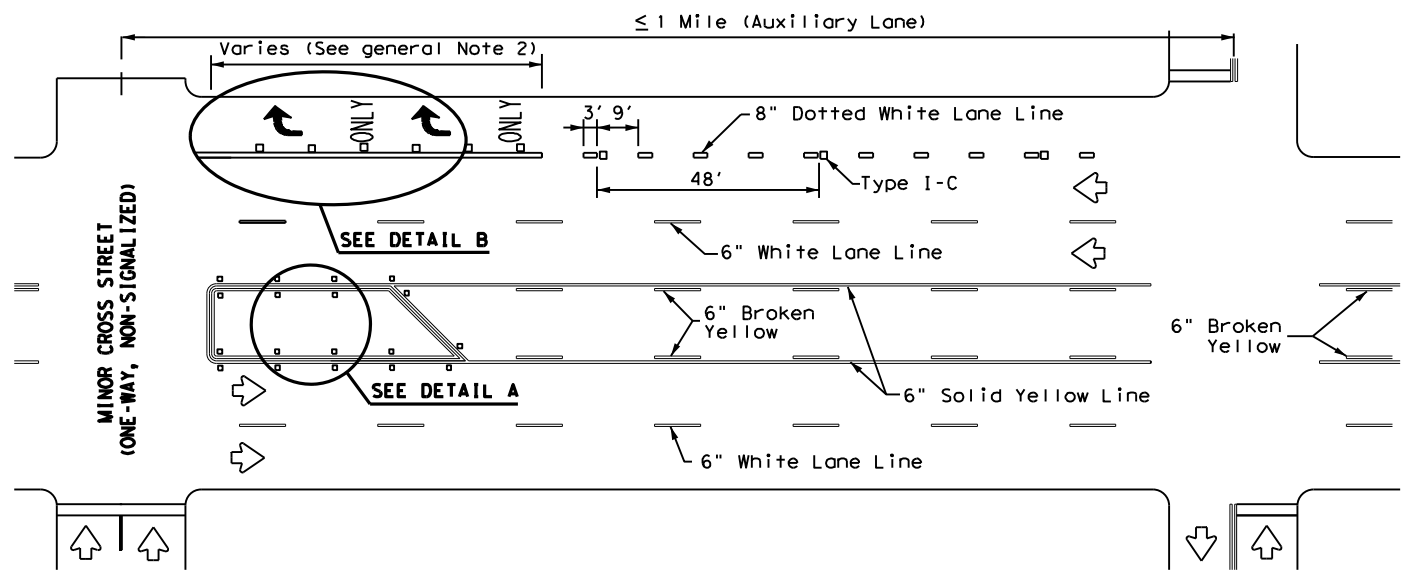 ≤ 1 Mile (Auxiliary Lane)
Varies (See general Note 2)
ONLY
ONLY
3' 9'
8" Dotted White Lane Line
48'
Type I-C
SEE DETAIL B
6" White Lane Line
MINOR CROSS STREET
(ONE-WAY, NON-SIGNALIZED)
6" Broken
Yellow
6" Broken
Yellow
SEE DETAIL A
6" Solid Yellow Line
6" White Lane Line